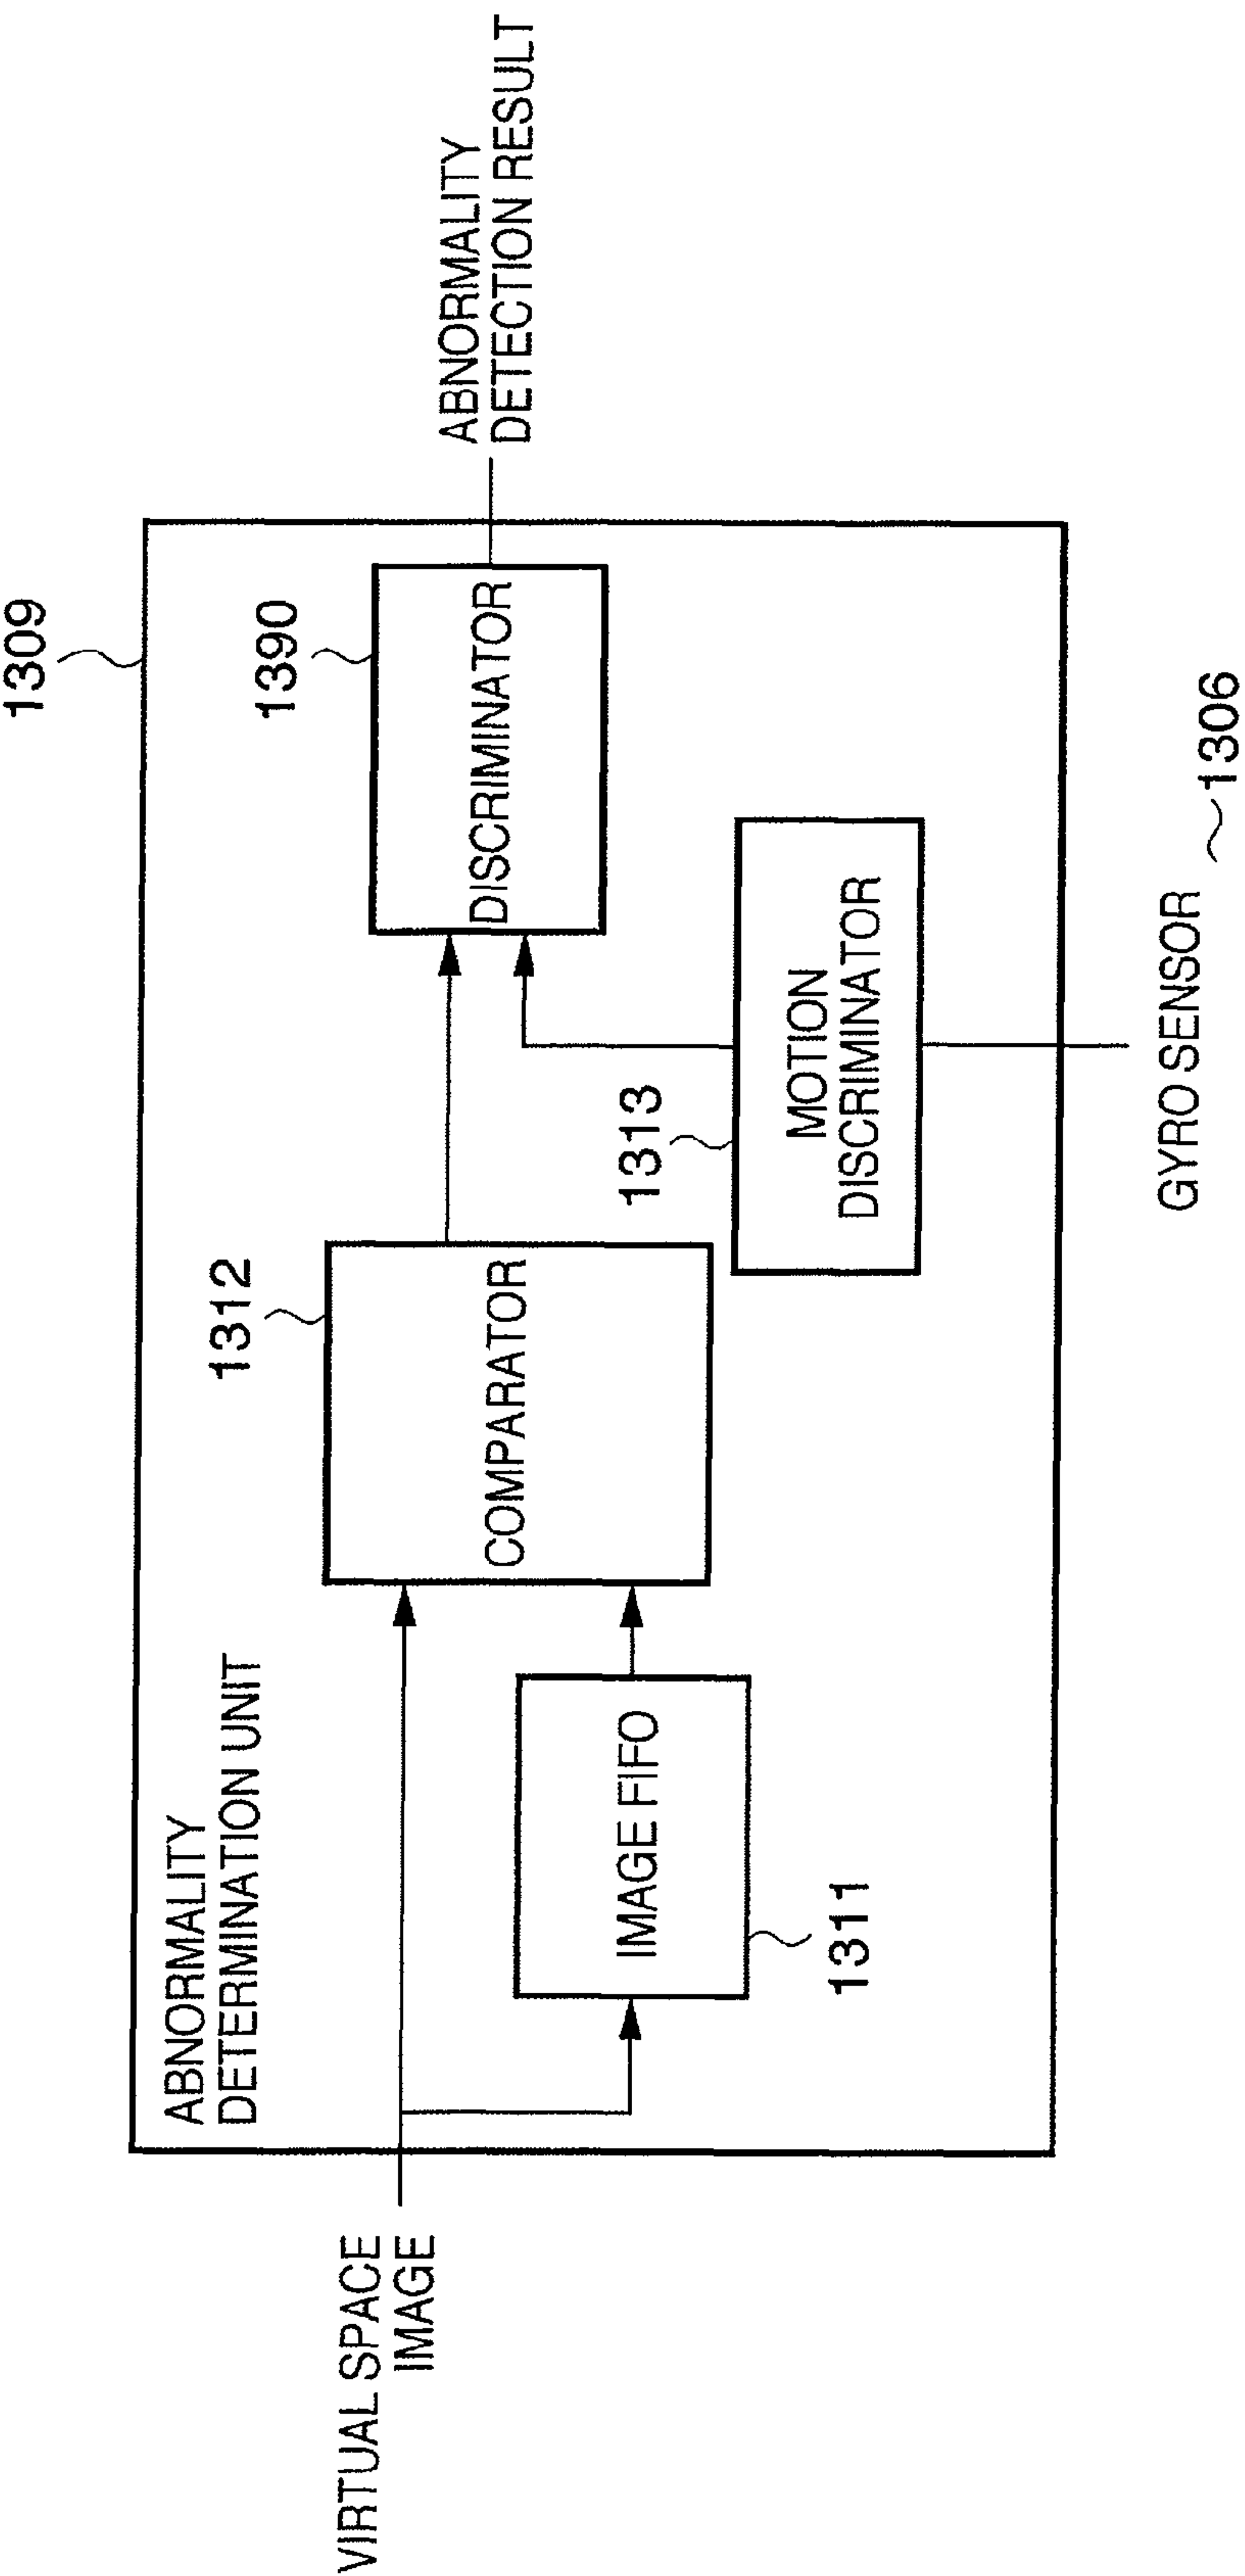 1309
ABNORMALITY
DETERMINATION UNIT
VIRTUAL SPACE
IMAGE
IMAGE FIFO
1311
1312
COMPARATOR
1313
MOTION
DISCRIMINATOR
1390
DISCRIMINATOR
ABNORMALITY
DETECTION RESULT
GYRO SENSOR
1306